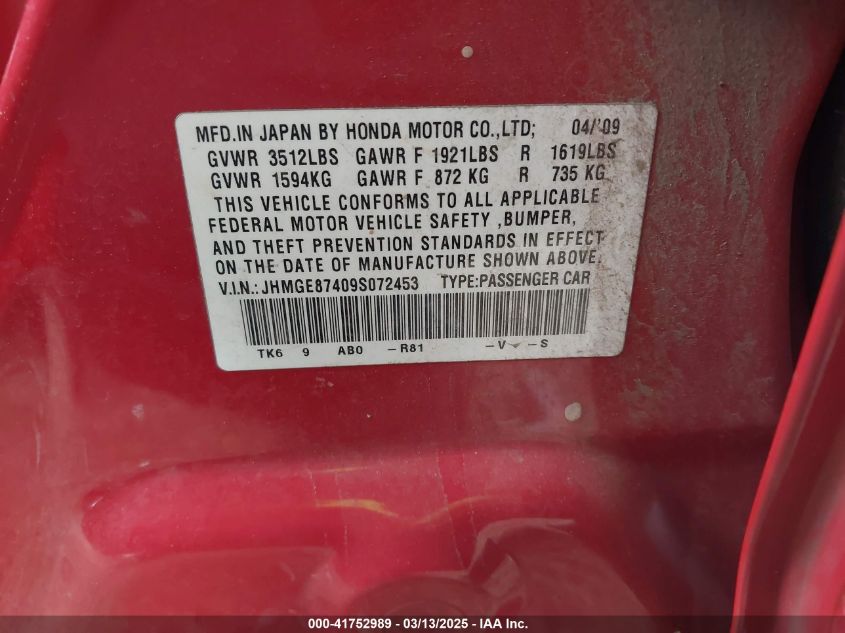 MFD.IN JAPAN BY HONDA MOTOR CO.,LTD; 04/'09
GVWR 3512LBS GAWR F 1921LBS R 1619LBS
GVWR 1594KG GAWR F 872 KG R 735 KG
THIS VEHICLE CONFORMS TO ALL APPLICABLE
FEDERAL MOTOR VEHICLE SAFETY ,BUMPER,
AND THEFT PREVENTION STANDARDS IN EFFECT
ON THE DATE OF MANUFACTURE SHOWN ABOVE.
V.I.N.: JHMGE87409S072453 TYPE:PASSENGER CAR
TK6 9 AB0 -R81 -V - -S
000-41752989 - 03/13/2025 - IAA Inc.